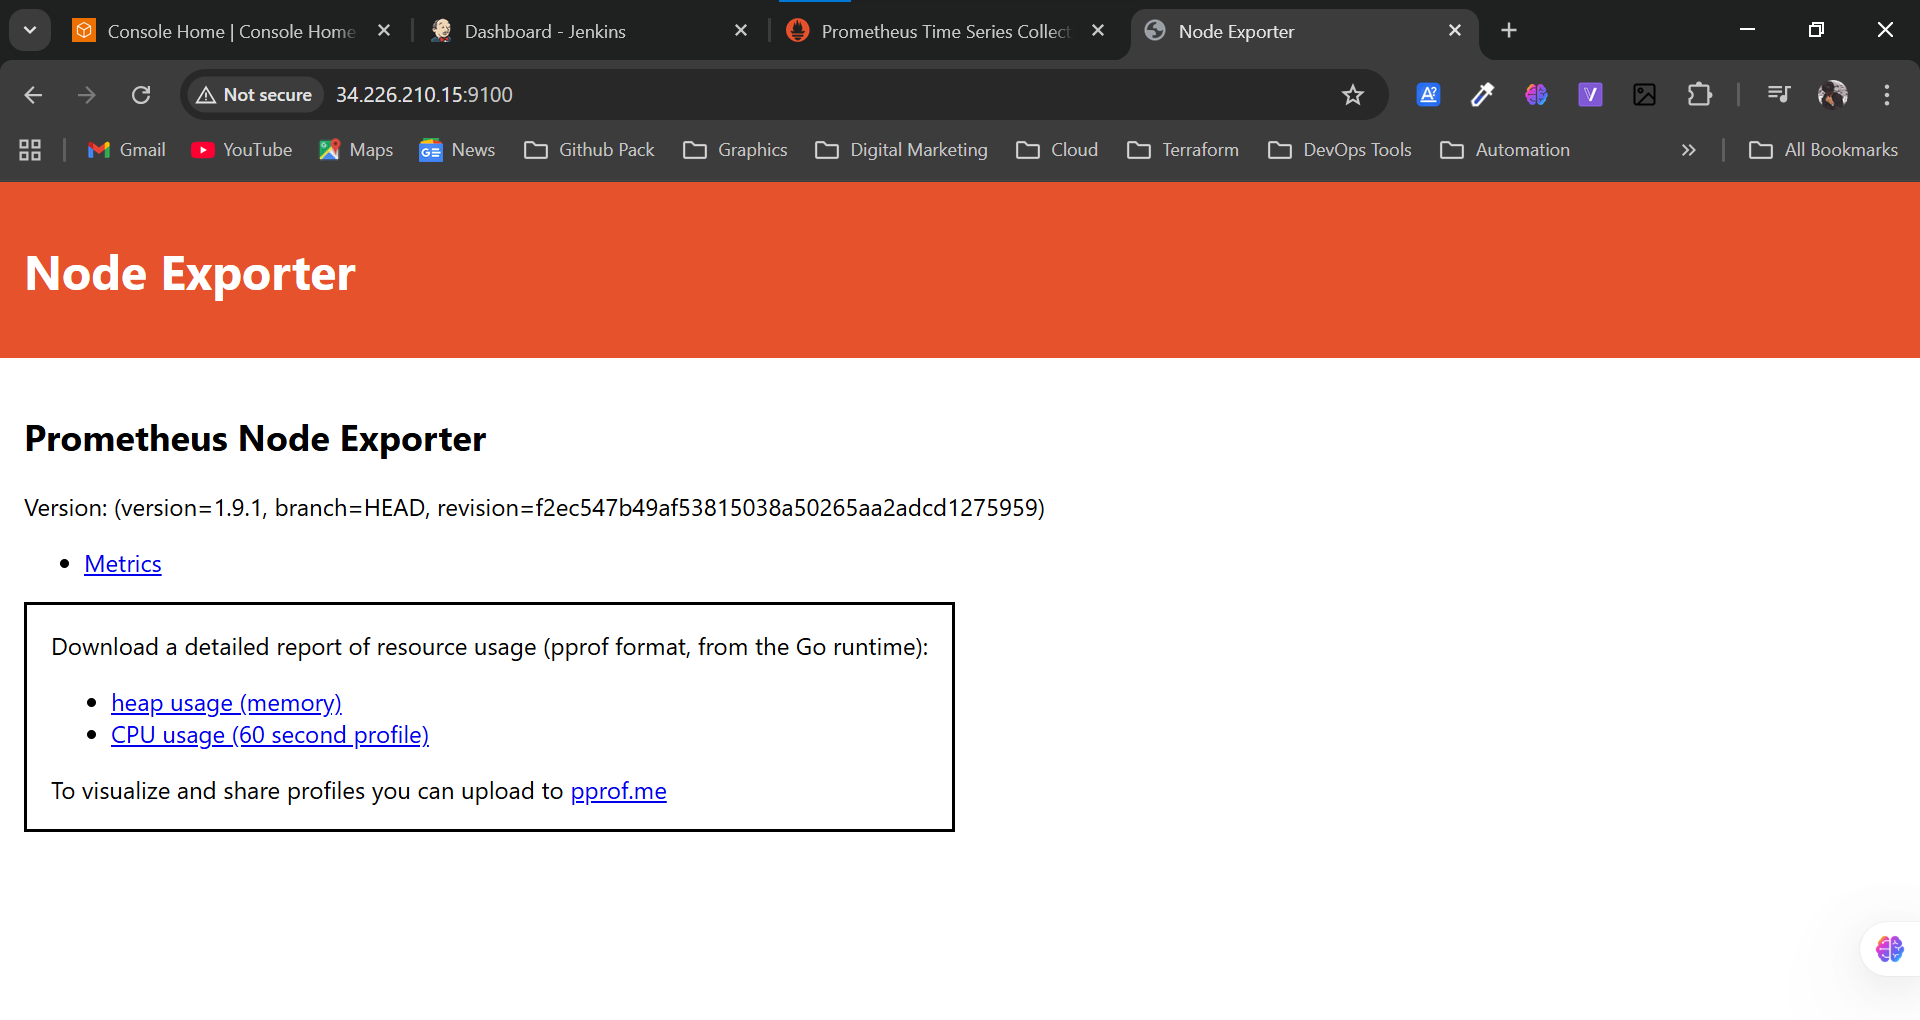 Console Home | Console Home
Dashboard - Jenkins
Prometheus Time Series Collect
Node Exporter
Not secure
34.226.210.15:9100
Gmail
YouTube
Maps
News
Github Pack
Graphics
Digital Marketing
Cloud
Terraform
DevOps Tools
Automation
All Bookmarks
Node Exporter
Prometheus Node Exporter
Version: (version=1.9.1, branch=HEAD, revision=f2ec547b49af53815038a50265aa2adcd1275959)
Metrics
Download a detailed report of resource usage (pprof format, from the Go runtime):
heap usage (memory)
CPU usage (60 second profile)
To visualize and share profiles you can upload to pprof.me